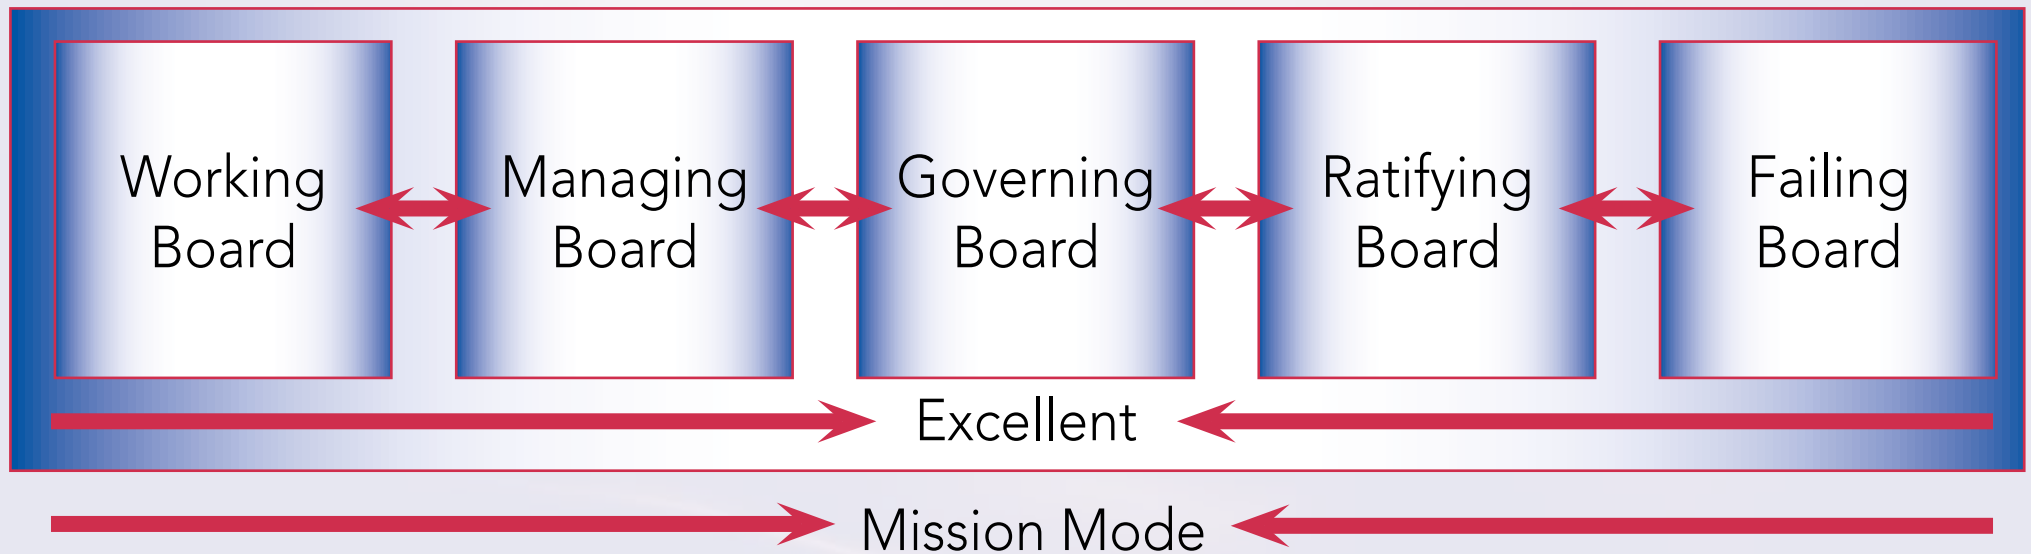 Working
Board
Managing
Board
Governing
Board
Ratifying
Board
Failing
Board
Excellent
Mission Mode